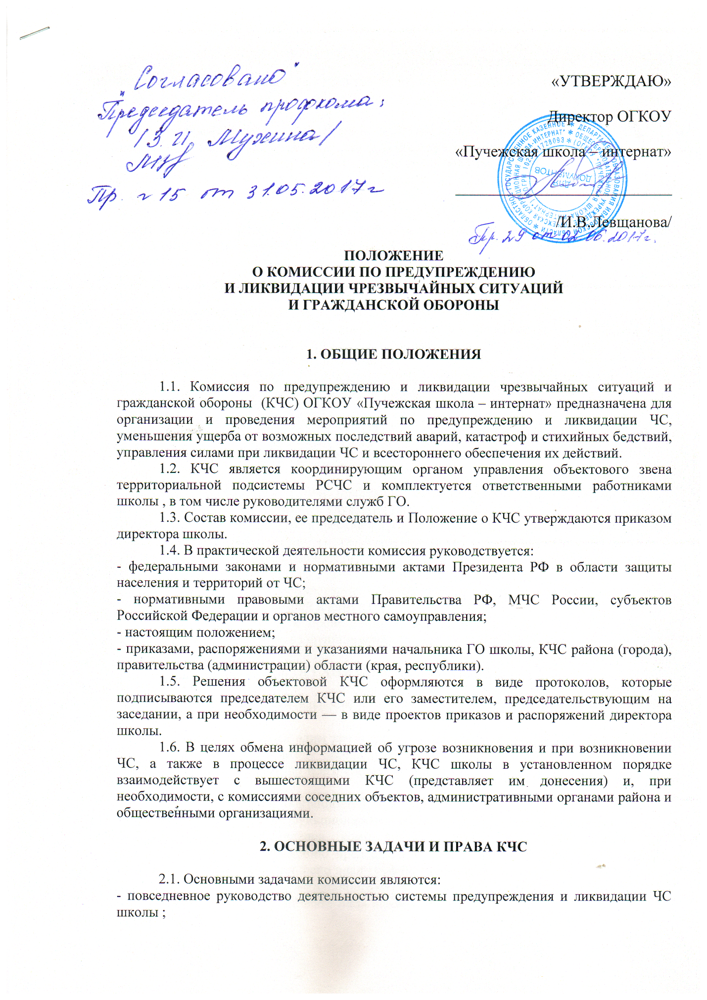 "Согласовано"
Председатель профкома:
/З.И. Мухина/
Пр. №15 от 31.05.2017г
«УТВЕРЖДАЮ»
Директор ОГКОУ
«Пучежская школа – интернат»
/И.В.Левщанова/
Пр. 29 от 02.06.2017г.
ДЛЯ ДОКУМЕНТОВ
ПОЛОЖЕНИЕ
О КОМИССИИ ПО ПРЕДУПРЕЖДЕНИЮ
И ЛИКВИДАЦИИ ЧРЕЗВЫЧАЙНЫХ СИТУАЦИЙ
И ГРАЖДАНСКОЙ ОБОРОНЫ
1. ОБЩИЕ ПОЛОЖЕНИЯ
1.1. Комиссия по предупреждению и ликвидации чрезвычайных ситуаций и
гражданской обороны (КЧС) ОГКОУ «Пучежская школа – интернат» предназначена для
организации и проведения мероприятий по предупреждению и ликвидации ЧС,
уменьшения ущерба от возможных последствий аварий, катастроф и стихийных бедствий,
управления силами при ликвидации ЧС и всестороннего обеспечения их действий.
1.2. КЧС является координирующим органом управления объектового звена
территориальной подсистемы РСЧС и комплектуется ответственными работниками
школы , в том числе руководителями служб ГО.
1.3. Состав комиссии, ее председатель и Положение о КЧС утверждаются приказом
директора школы.
1.4. В практической деятельности комиссия руководствуется:
- федеральными законами и нормативными актами Президента РФ в области защиты
населения и территорий от ЧС;
- нормативными правовыми актами Правительства РФ, МЧС России, субъектов
Российской Федерации и органов местного самоуправления;
- настоящим положением;
- приказами, распоряжениями и указаниями начальника ГО школы, КЧС района (города),
правительства (администрации) области (края, республики).
1.5. Решения объектовой КЧС оформляются в виде протоколов, которые
подписываются председателем КЧС или его заместителем, председательствующим на
заседании, а при необходимости — в виде проектов приказов и распоряжений директора
школы.
1.6. В целях обмена информацией об угрозе возникновения и при возникновении
ЧС, а также в процессе ликвидации ЧС, КЧС школы в установленном порядке
взаимодействует с вышестоящими КЧС (представляет им донесения) и, при
необходимости, с комиссиями соседних объектов, административными органами района и
общественными организациями.
2. ОСНОВНЫЕ ЗАДАЧИ И ПРАВА КЧС
2.1. Основными задачами комиссии являются:
- повседневное руководство деятельностью системы предупреждения и ликвидации ЧС
школы ;